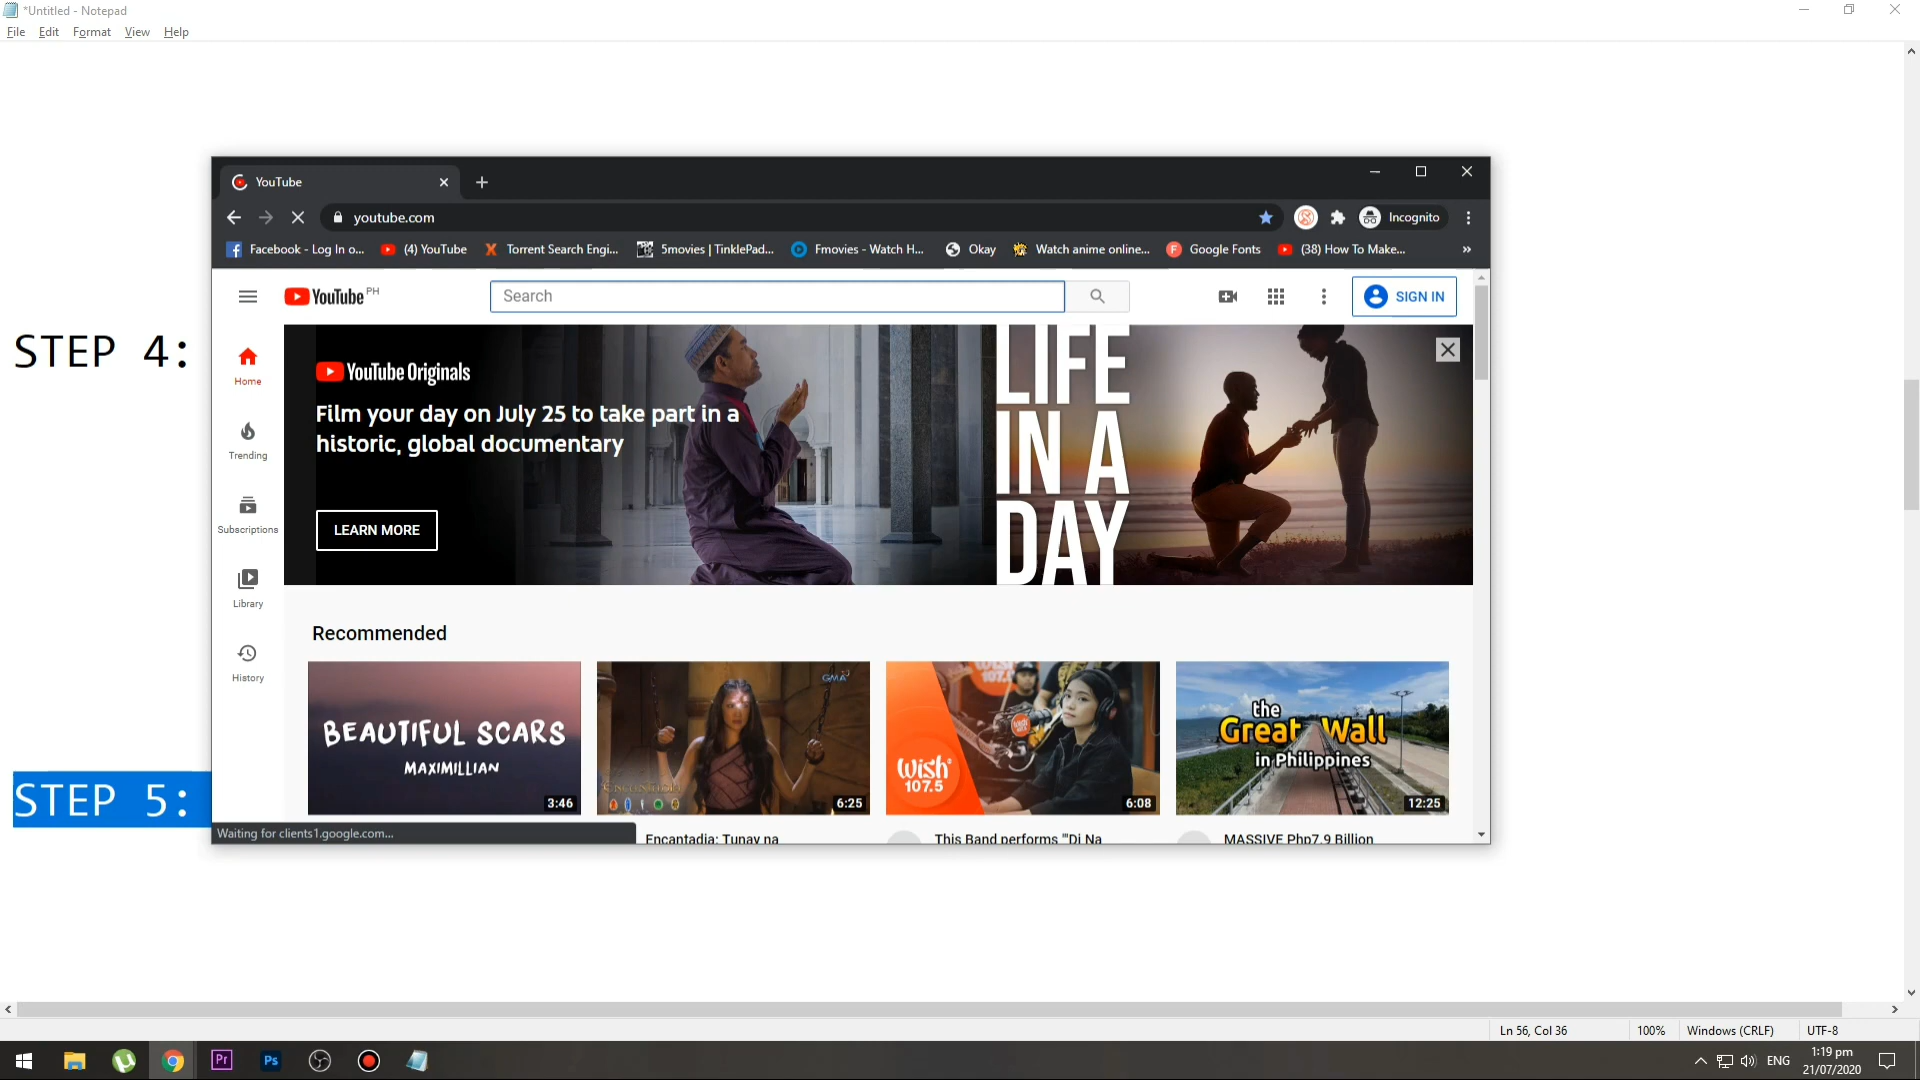 *Untitled - Notepad
File Edit Format View Help
YouTube
youtube.com
Incognito
Facebook - Log In o...
(4) YouTube
Torrent Search Engi...
5movies | TinklePad...
Fmovies - Watch H...
Okay
Watch anime online...
Google Fonts
(38) How To Make...
»
YouTube PH
Search
SIGN IN
STEP 4:
Home
Trending
Subscriptions
Library
History
YouTube Originals
Film your day on July 25 to take part in a
historic, global documentary
LEARN MORE
LIFE
IN A
DAY
Recommended
BEAUTIFUL SCARS
MAXIMILLIAN
3:46
GMA
6:25
Wish
107.5
6:08
the
Great Wall
in Philippines
12:25
STEP 5:
Waiting for clients1.google.com...
Encantadia: Tunay na
This Band performs "Di Na
MASSIVE Php7.9 Billion
Ln 56, Col 36
100%
Windows (CRLF)
UTF-8
Pr
Ps
ENG
1:19 pm
21/07/2020